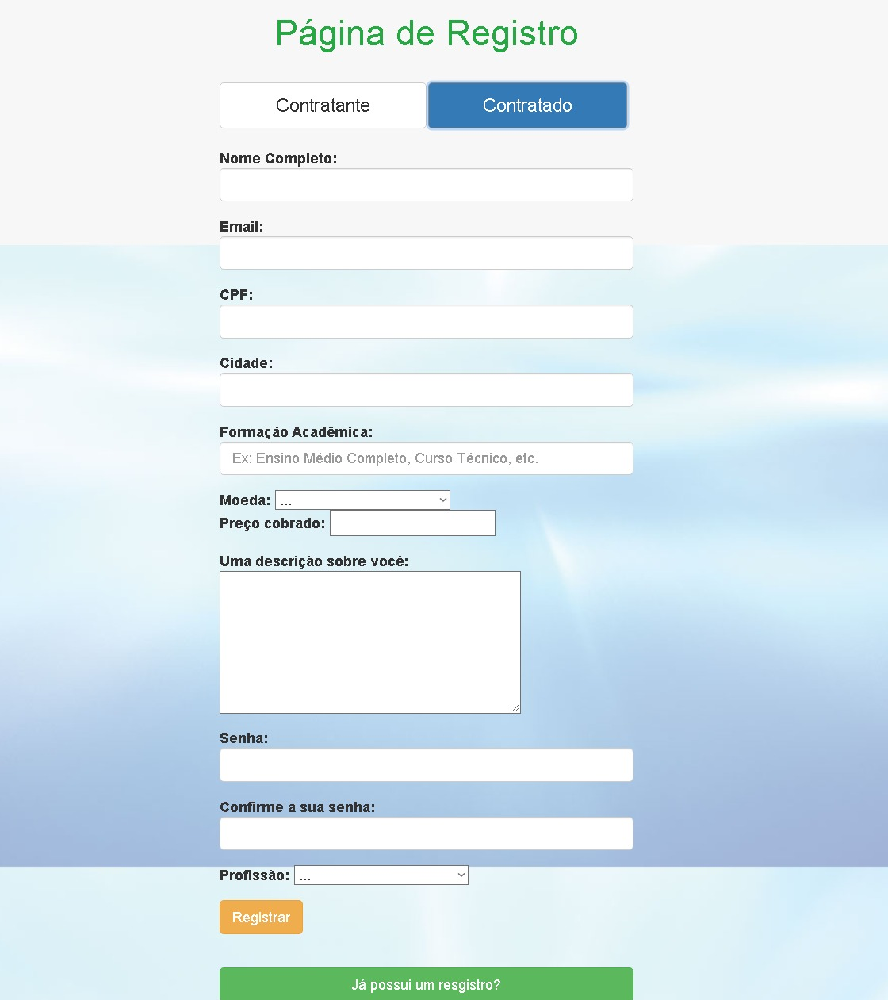 Página de Registro
Contratante Contratado
Nome Completo:
Email:
CPF:
Cidade:
Formação Acadêmica:
Ex: Ensino Médio Completo, Curso Técnico, etc.
Moeda: ...
Preço cobrado:
Uma descrição sobre você:
Senha:
Confirme a sua senha:
Profissão: ...
Registrar
Já possui um resgistro?